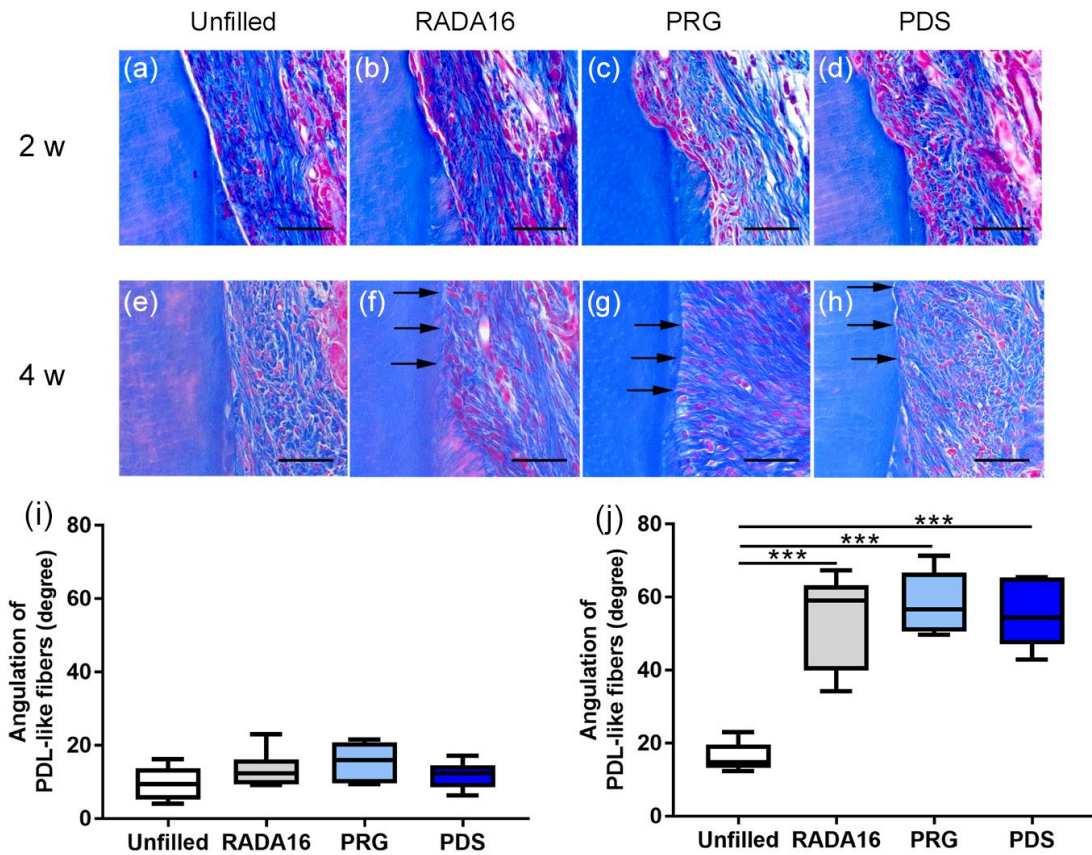 Unfilled RADA16 PRG PDS
2 w
(a) (b) (c) (d)
4 w
(e) (f) (g) (h)
(i)
Angulation of
PDL-like fibers (degree)
80
60
40
20
0
Unfilled RADA16 PRG PDS
(j)
Angulation of
PDL-like fibers (degree)
80
60
40
20
0
***
***
***
Unfilled RADA16 PRG PDS